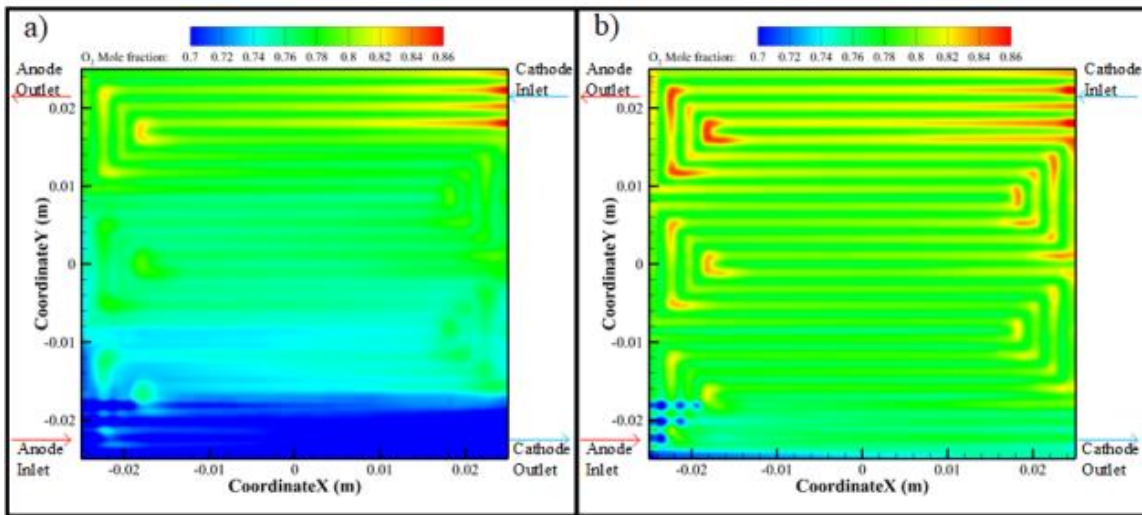 a)
O2 Mole fraction: 0.7 0.72 0.74 0.76 0.78 0.8 0.82 0.84 0.86
Anode
Outlet
Cathode
Inlet
CoordinateY (m)
0.02
0.01
0
-0.01
-0.02
Anode
Inlet
Cathode
Outlet
-0.02 -0.01 0 0.01 0.02
CoordinateX (m)
b)
O2 Mole fraction: 0.7 0.72 0.74 0.76 0.78 0.8 0.82 0.84 0.86
Anode
Outlet
Cathode
Inlet
CoordinateY (m)
0.02
0.01
0
-0.01
-0.02
Anode
Inlet
Cathode
Outlet
-0.02 -0.01 0 0.01 0.02
CoordinateX (m)